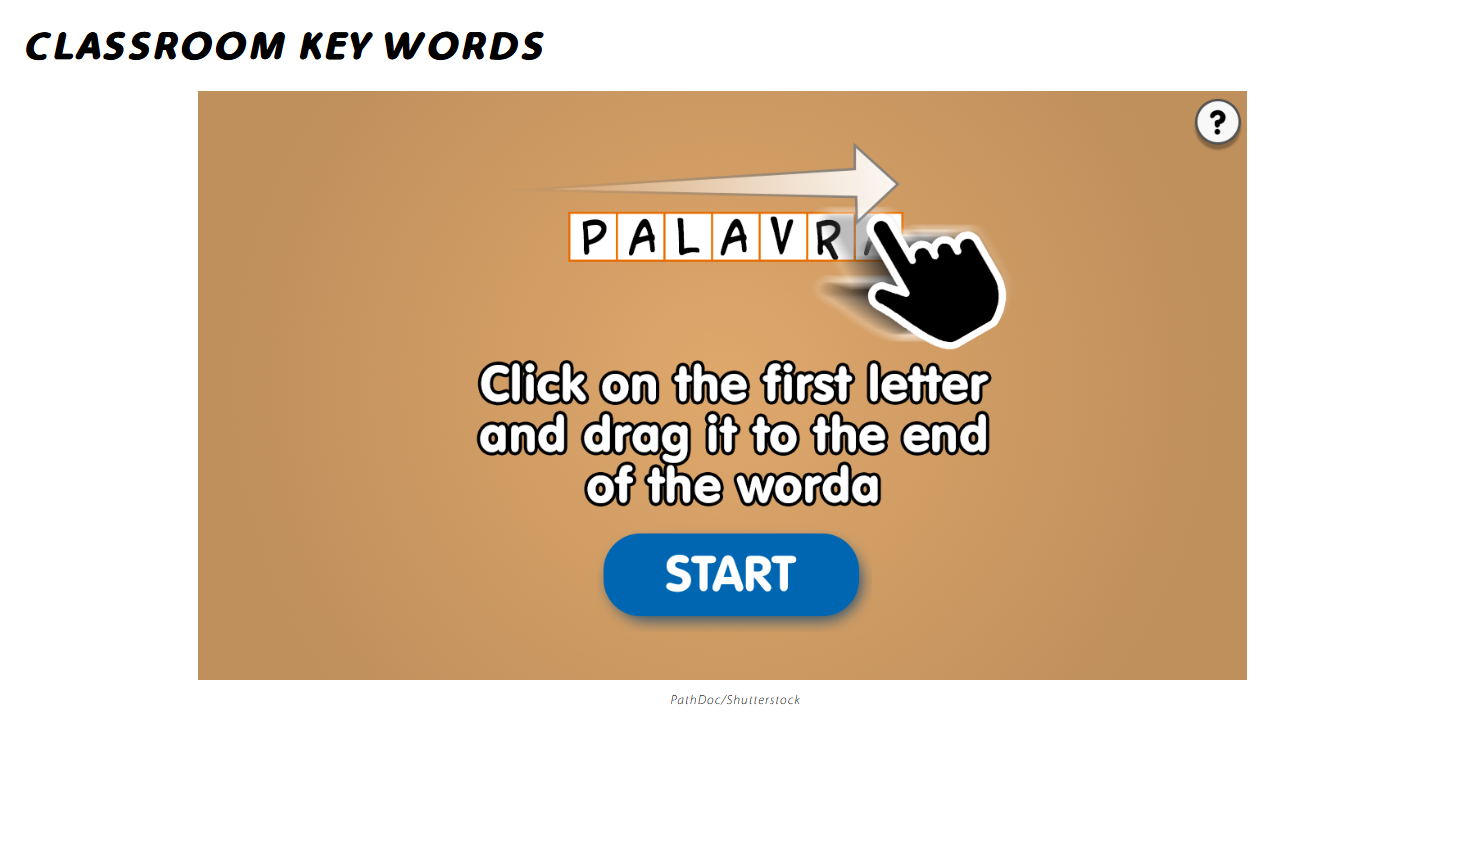 CLASSROOM KEY WORDS
?
PALAVRA
Click on the first letter
and drag it to the end
of the worda
START
PathDoc/Shutterstock